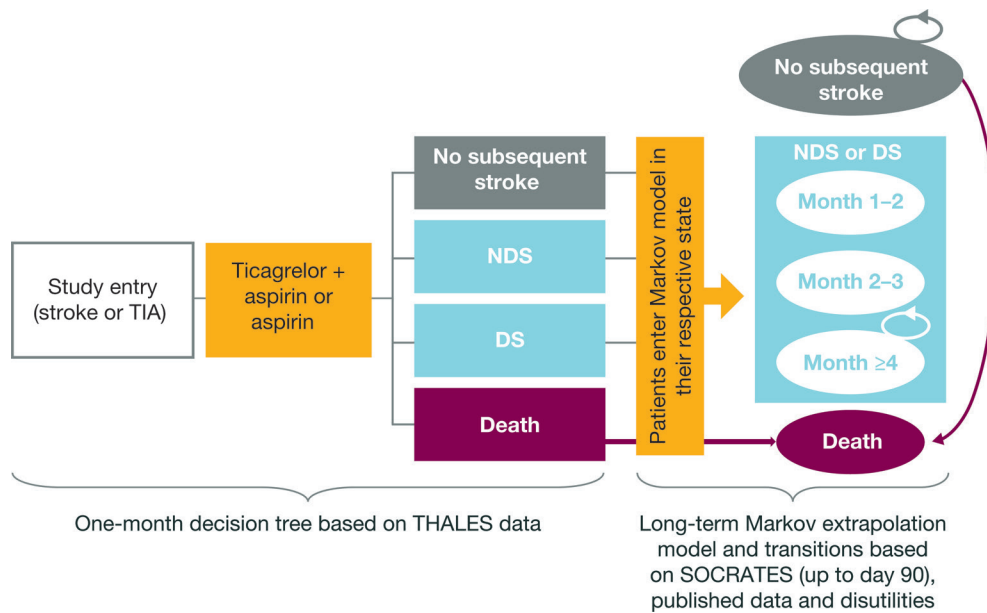 Study entry
(stroke or TIA)
Ticagrelor +
aspirin or
aspirin
No subsequent
stroke
NDS
DS
Death
Patients enter Markov model in
their respective state
No subsequent
stroke
NDS or DS
Month 1–2
Month 2–3
Month ≥4
Death
One-month decision tree based on THALES data
Long-term Markov extrapolation
model and transitions based
on SOCRATES (up to day 90),
published data and disutilities